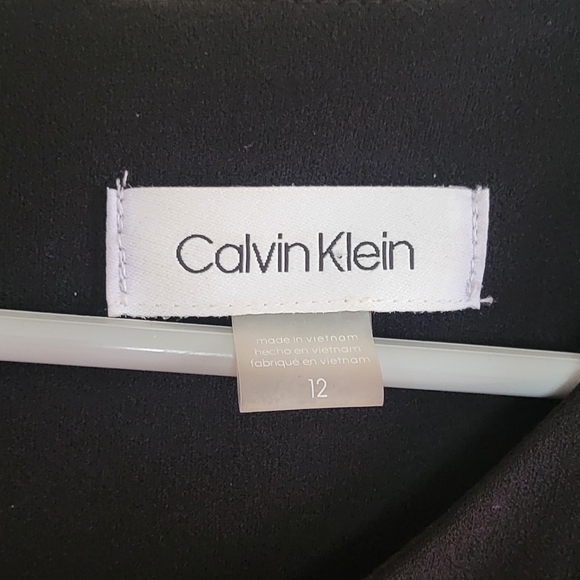 Calvin Klein
made in vietnam
hecho en vietnam
fabriqué en vietnam
12